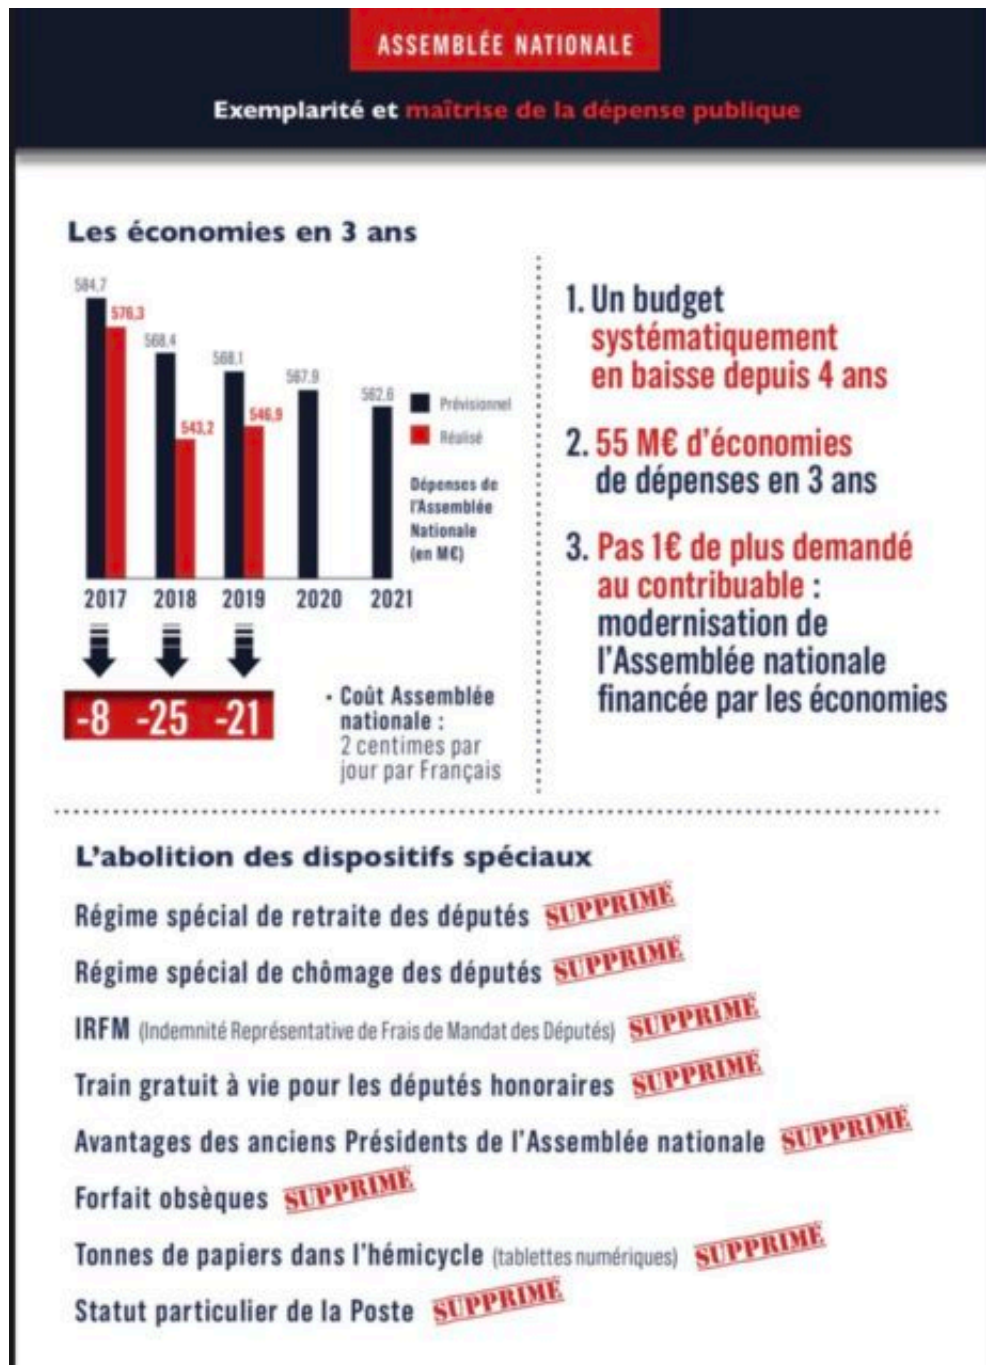 ASSEMBLÉE NATIONALE
Exemplarité et maîtrise de la dépense publique
Les économies en 3 ans
584,7
576,3
568,4
543,2
568,1
546,9
567,9
562,6
Prévisionnel
Réalisé
Dépenses de
l'Assemblée
Nationale
(en M€)
2017 2018 2019 2020 2021
-8 -25 -21
• Coût Assemblée
nationale :
2 centimes par
jour par Français
1. Un budget
systématiquement
en baisse depuis 4 ans
2. 55 M€ d'économies
de dépenses en 3 ans
3. Pas 1€ de plus demandé
au contribuable :
modernisation de
l'Assemblée nationale
financée par les économies
L'abolition des dispositifs spéciaux
Régime spécial de retraite des députés SUPPRIMÉ
Régime spécial de chômage des députés SUPPRIMÉ
IRFM (Indemnité Représentative de Frais de Mandat des Députés) SUPPRIMÉ
Train gratuit à vie pour les députés honoraires SUPPRIMÉ
Avantages des anciens Présidents de l'Assemblée nationale SUPPRIMÉ
Forfait obsèques SUPPRIMÉ
Tonnes de papiers dans l'hémicycle (tablettes numériques) SUPPRIMÉ
Statut particulier de la Poste SUPPRIMÉ